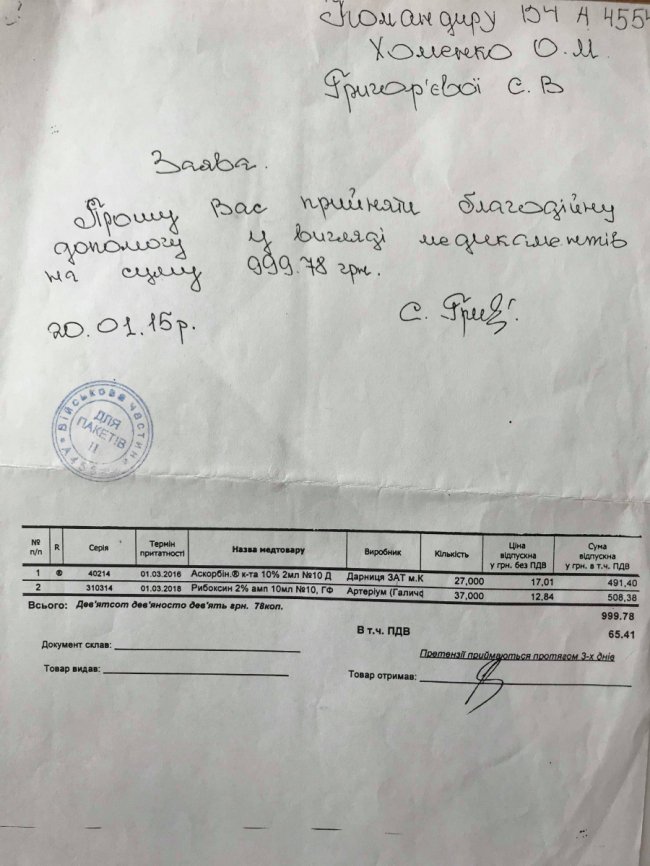 Командиру В/Ч А 4554
Хоменко О.М.
Григор'євої С.В
Заява.
Прошу Вас прийняти благодійну
допомогу у вигляді медикаментів
на суму 999.78 грн.
20.01.15р.
С. Гри
Військова частина
ДЛЯ
ПАКЕТІВ
№ п/п R Серія Термін притатності Назва медтовару Виробник Кількість Ціна відпускна у грн. без ПДВ Сума відпускна у грн. в т.ч. ПДВ
1 ® 40214 01.03.2016 Аскорбін.® к-та 10% 2мл №10 Д Дарниця ЗАТ м.К 27,000 17,01 491,40
2 310314 01.03.2018 Рибоксин 2% амп 10мл №10, ГФ Артеріум (Галичф 37,000 12,84 508,38
Всього: Дев'ятсот дев'яносто дев'ять грн. 78коп. 999.78
В т.ч. ПДВ 65.41
Претензії приймаються протягом 3-х днів
Документ склав:
Товар видав:
Товар отримав: